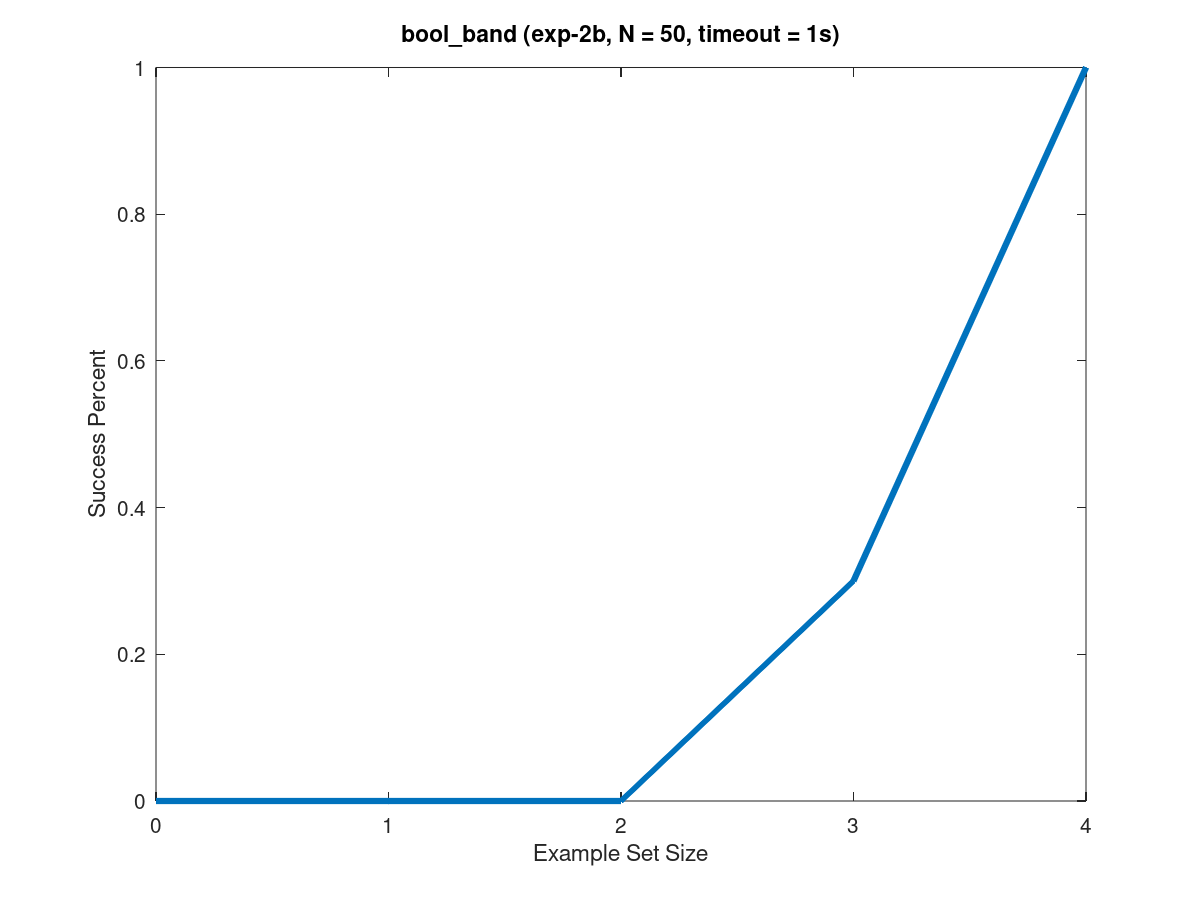 bool_band (exp-2b, N = 50, timeout = 1s)
1
0.8
0.6
0.4
0.2
0
Success Percent
0 1 2 3 4
Example Set Size